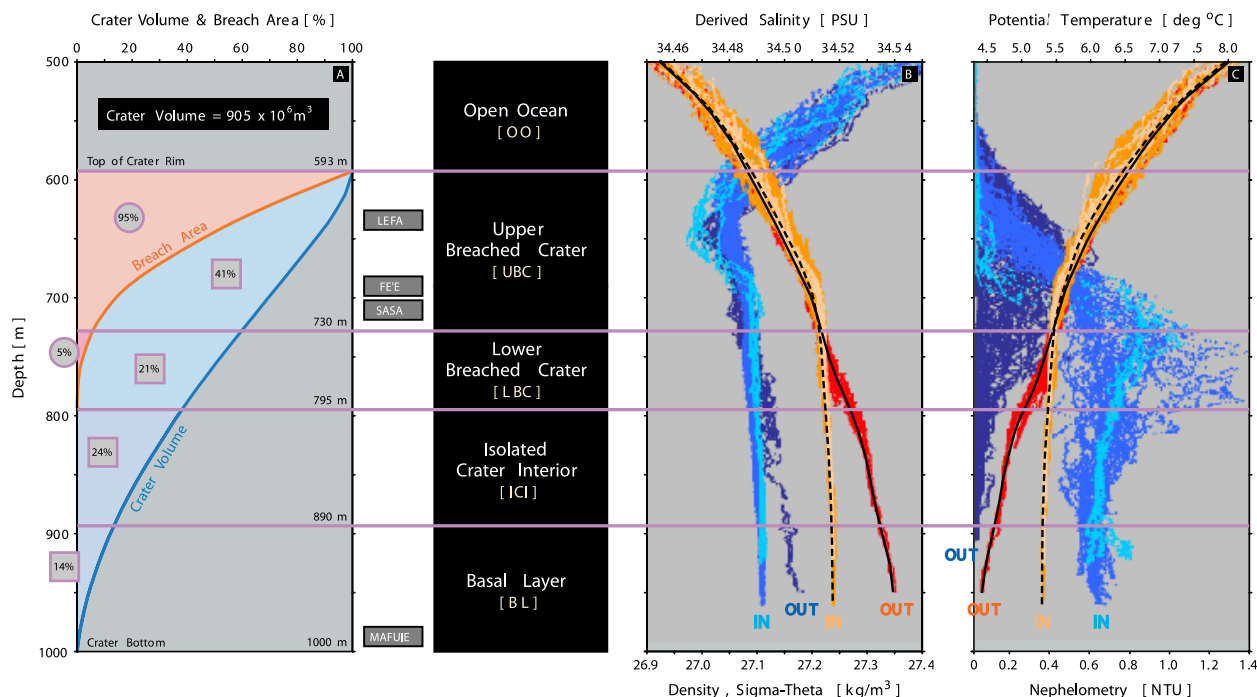 Crater Volume & Breach Area [ % ]
0 20 40 60 80 100
Derived Salinity [ PSU ]
34.46 34.48 34.50 34.52 34.54
Potential Temperature [ deg °C ]
4.5 5.0 5.5 6.0 6.5 7.0 7. 8.0
Depth [ m ]
500
600
700
800
900
1000
A
Crater Volume = 905 x 10⁶m³
Top of Crater Rim 593 m
95%
Breach Area
41%
730 m
5%
21%
795 m
24%
Crater Volume
890 m
14%
Crater Bottom 1000 m
LEFA
FE'E
SASA
MAFUIE
Open Ocean
[ OO ]
Upper
Breached Crater
[ UBC ]
Lower
Breached Crater
[ LBC ]
Isolated
Crater Interior
[ ICI ]
Basal Layer
[ BL ]
B
OUT
IN
IN
OUT
26.9 27.0 27.1 27.2 27.3 27.4
Density , Sigma-Theta [ kg/m³ ]
C
OUT
OUT
IN
IN
0 0.2 0.4 0.6 0.8 1.0 1.2 1.4
Nephelometry [ NTU ]